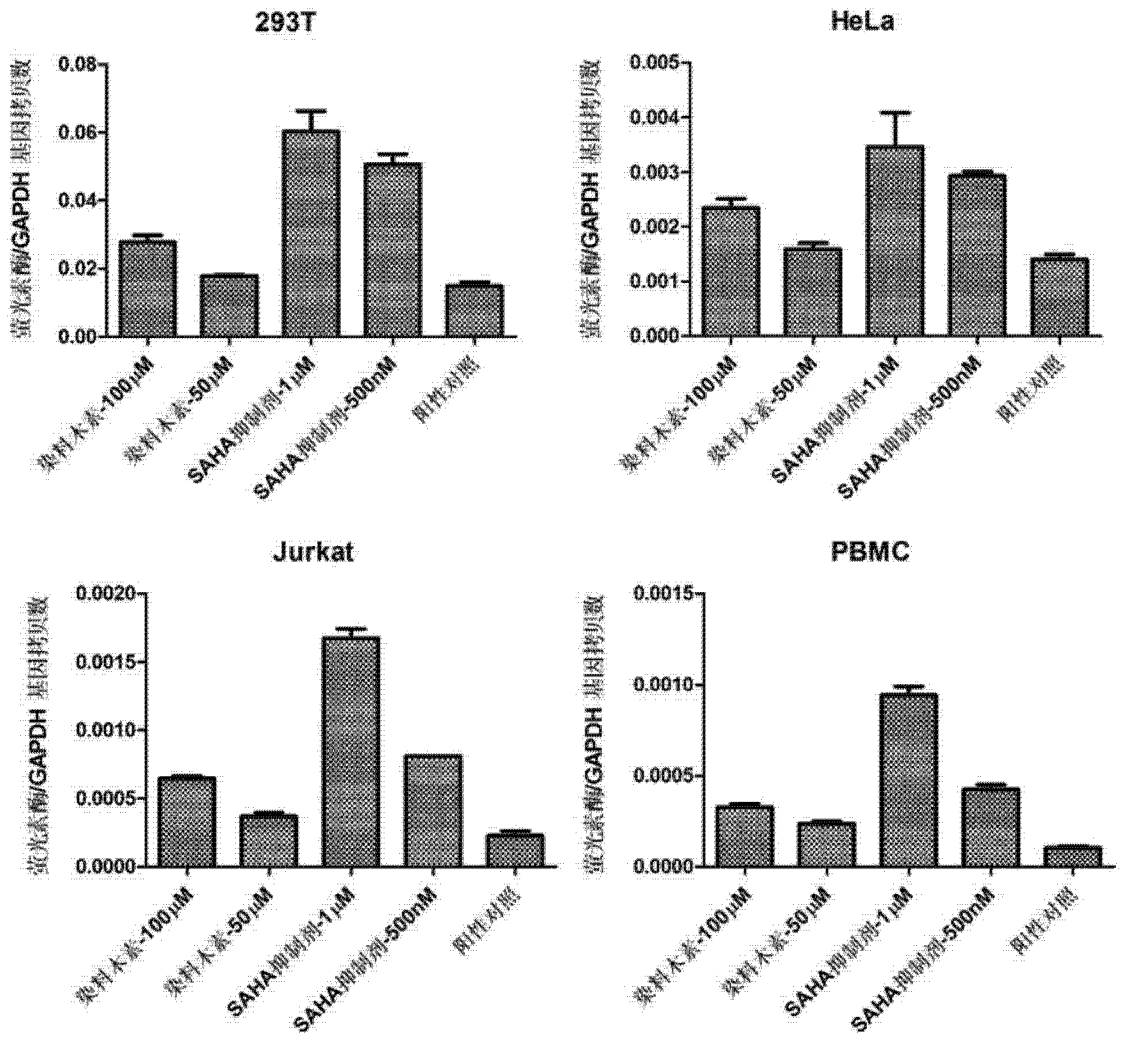 293T
萤光素酶/GAPDH 基因拷贝数
0.08
0.06
0.04
0.02
0.00
染料木素-100μM
染料木素-50μM
SAHA抑制剂-1μM
SAHA抑制剂-500nM
阳性对照
HeLa
萤光素酶/GAPDH 基因拷贝数
0.005
0.004
0.003
0.002
0.001
0.000
染料木素-100μM
染料木素-50μM
SAHA抑制剂-1μM
SAHA抑制剂-500nM
阳性对照
Jurkat
萤光素酶/GAPDH 基因拷贝数
0.0020
0.0015
0.0010
0.0005
0.0000
染料木素-100μM
染料木素-50μM
SAHA抑制剂-1μM
SAHA抑制剂-500nM
阳性对照
PBMC
萤光素酶/GAPDH 基因拷贝数
0.0015
0.0010
0.0005
0.0000
染料木素-100μM
染料木素-50μM
SAHA抑制剂-1μM
SAHA抑制剂-500nM
阳性对照